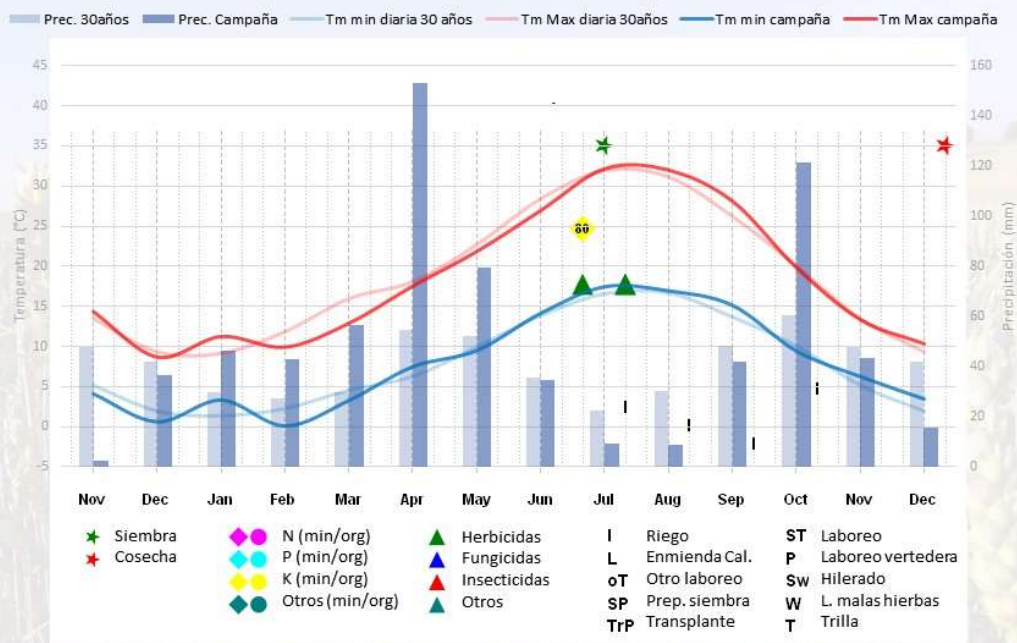 Prec. 30años Prec. Campaña Tm min diaria 30 años Tm Max diaria 30años Tm min campaña Tm Max campaña
45 160
40 140
35 120
30 100
25 80
20 60
15 40
10 20
5 0
0
-5
Temperatura (°C)
Precipitación (mm)
80
I
I
I
I
Nov Dec Jan Feb Mar Apr May Jun Jul Aug Sep Oct Nov Dec
Siembra N (min/org) Herbicidas I Riego ST Laboreo
Cosecha P (min/org) Fungicidas L Enmienda Cal. P Laboreo vertedera
K (min/org) Insecticidas oT Otro laboreo Sw Hilerado
Otros (min/org) Otros SP Prep. siembra W L. malas hierbas
TrP Transplante T Trilla